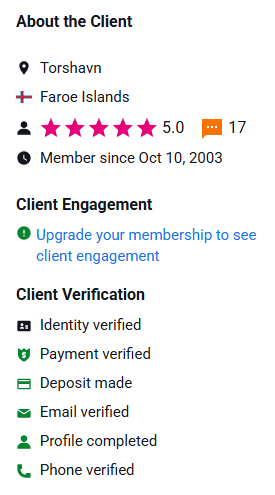 About the Client
Torshavn
Faroe Islands
5.0 17
Member since Oct 10, 2003
Client Engagement
Upgrade your membership to see
client engagement
Client Verification
Identity verified
Payment verified
Deposit made
Email verified
Profile completed
Phone verified